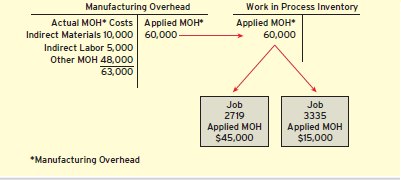 Manufacturing Overhead
Work in Process Inventory
Actual MOH* Costs Applied MOH*
Applied MOH*
Indirect Materials 10,000 60,000
60,000
Indirect Labor 5,000
Other MOH 48,000
63,000
Job
2719
Applied MOH
$45,000
Job
3335
Applied MOH
$15,000
*Manufacturing Overhead